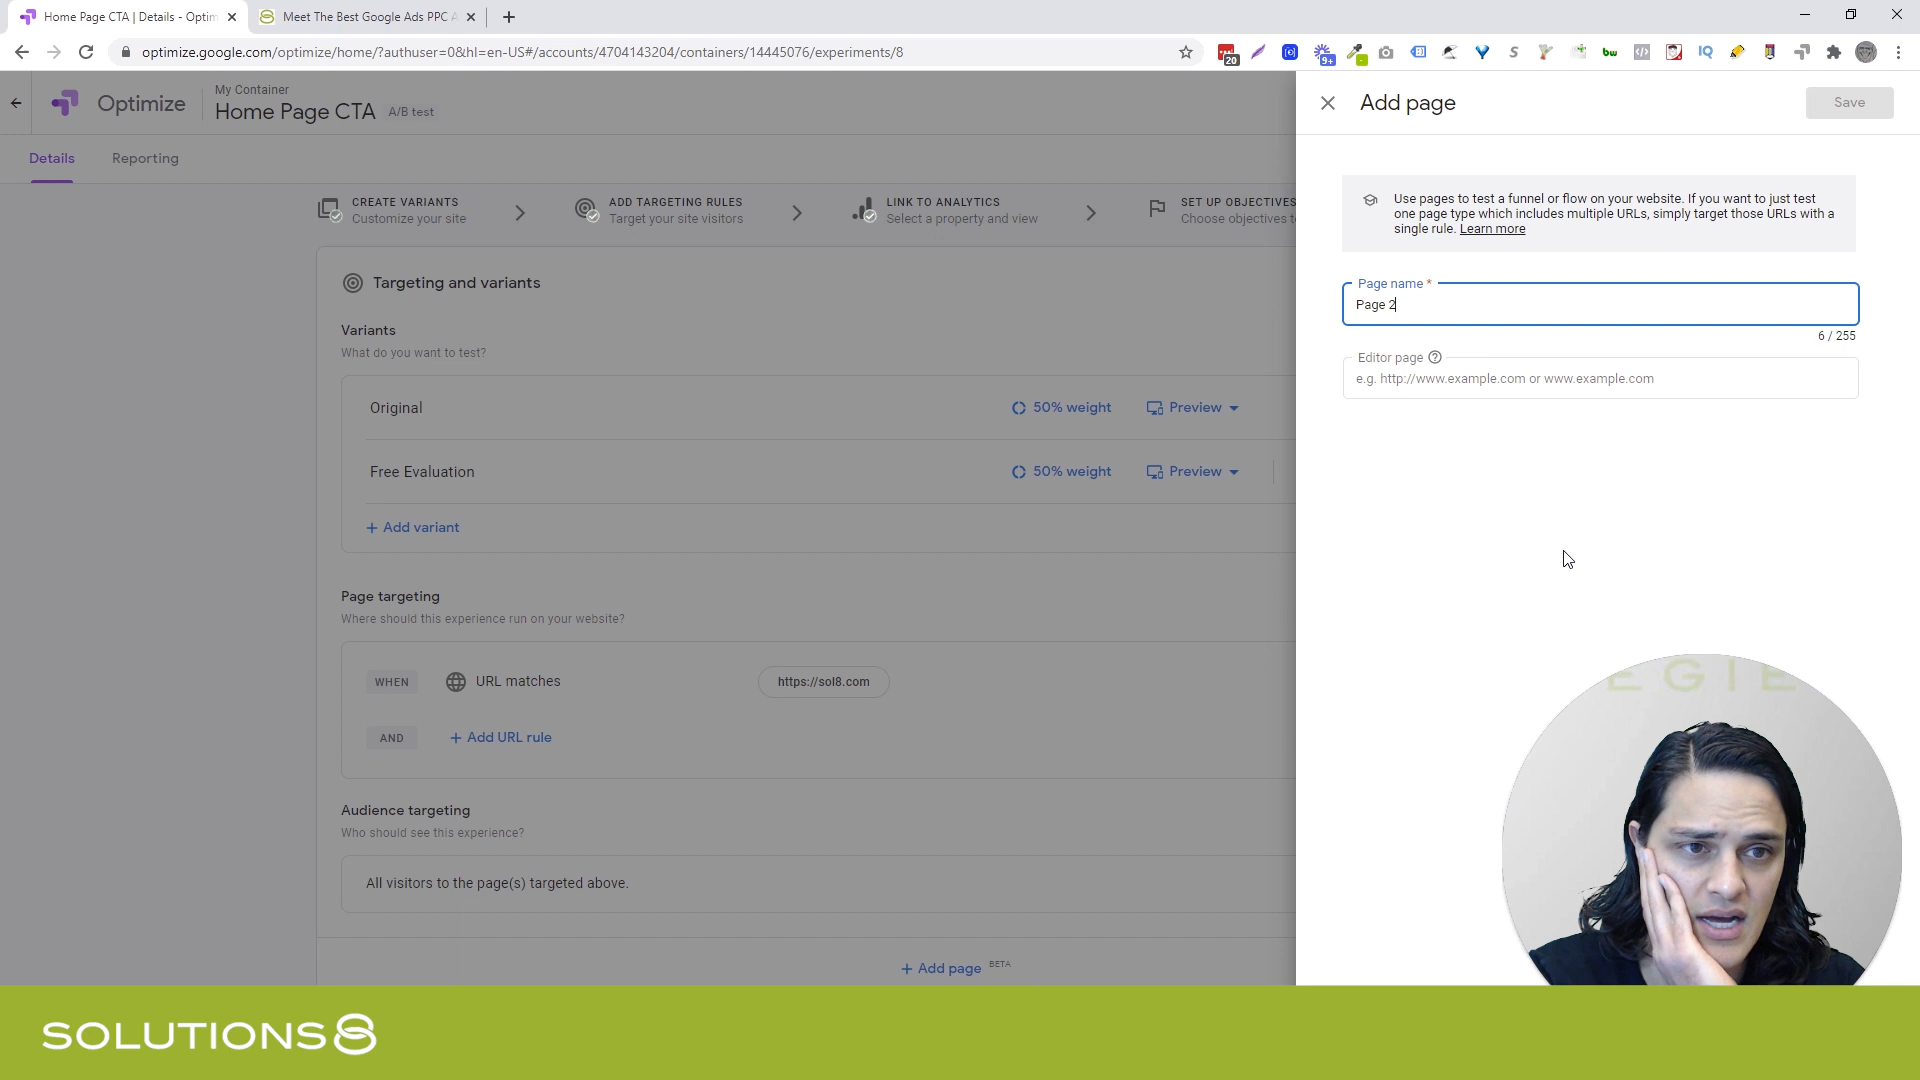 Home Page CTA | Details - Optim
Meet The Best Google Ads PPC A
optimize.google.com/optimize/home/?authuser=0&hl=en-US#/accounts/4704143204/containers/14445076/experiments/8
20
9+
IQ
Optimize
My Container
Home Page CTA A/B test
Add page
Save
Details
Reporting
CREATE VARIANTS
Customize your site
ADD TARGETING RULES
Target your site visitors
LINK TO ANALYTICS
Select a property and view
SET UP OBJECTIVES
Choose objectives to
Use pages to test a funnel or flow on your website. If you want to just test
one page type which includes multiple URLs, simply target those URLs with a
single rule. Learn more
Page name *
Page 2
6 / 255
Editor page
e.g. http://www.example.com or www.example.com
Targeting and variants
Variants
What do you want to test?
Original
50% weight
Preview
Free Evaluation
50% weight
Preview
+ Add variant
Page targeting
Where should this experience run on your website?
WHEN
URL matches
https://sol8.com
AND
+ Add URL rule
Audience targeting
Who should see this experience?
All visitors to the page(s) targeted above.
+ Add page BETA
EGIE
SOLUTIONS8